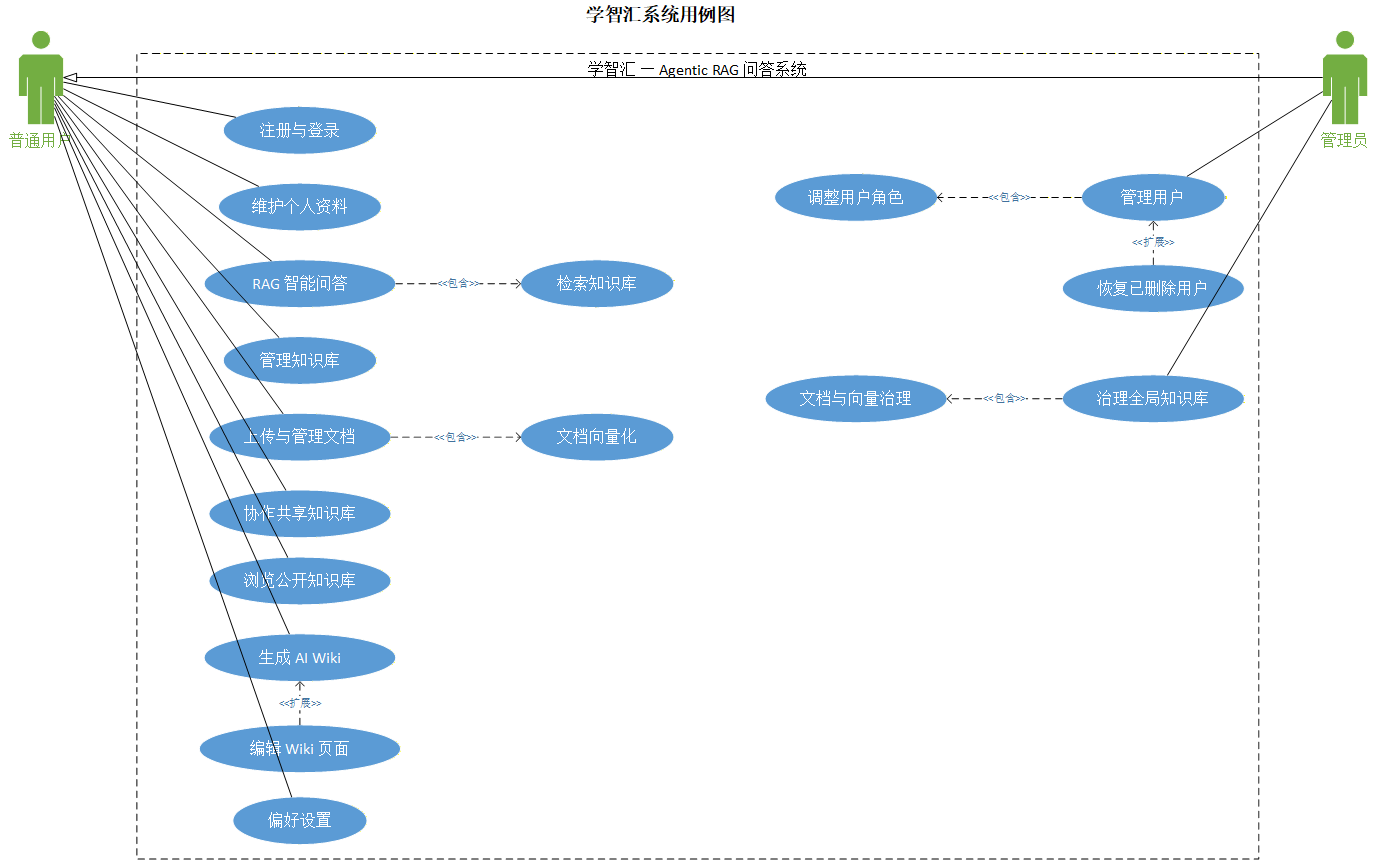 学智汇系统用例图
学智汇 — Agentic RAG 问答系统
普通用户
管理员
注册与登录
维护个人资料
调整用户角色
<<包含>>
管理用户
<<扩展>>
恢复已删除用户
RAG 智能问答
<<包含>>
检索知识库
管理知识库
文档与向量治理
<<包含>>
治理全局知识库
上传与管理文档
<<包含>>
文档向量化
协作共享知识库
浏览公开知识库
生成 AI Wiki
<<扩展>>
编辑 Wiki 页面
偏好设置